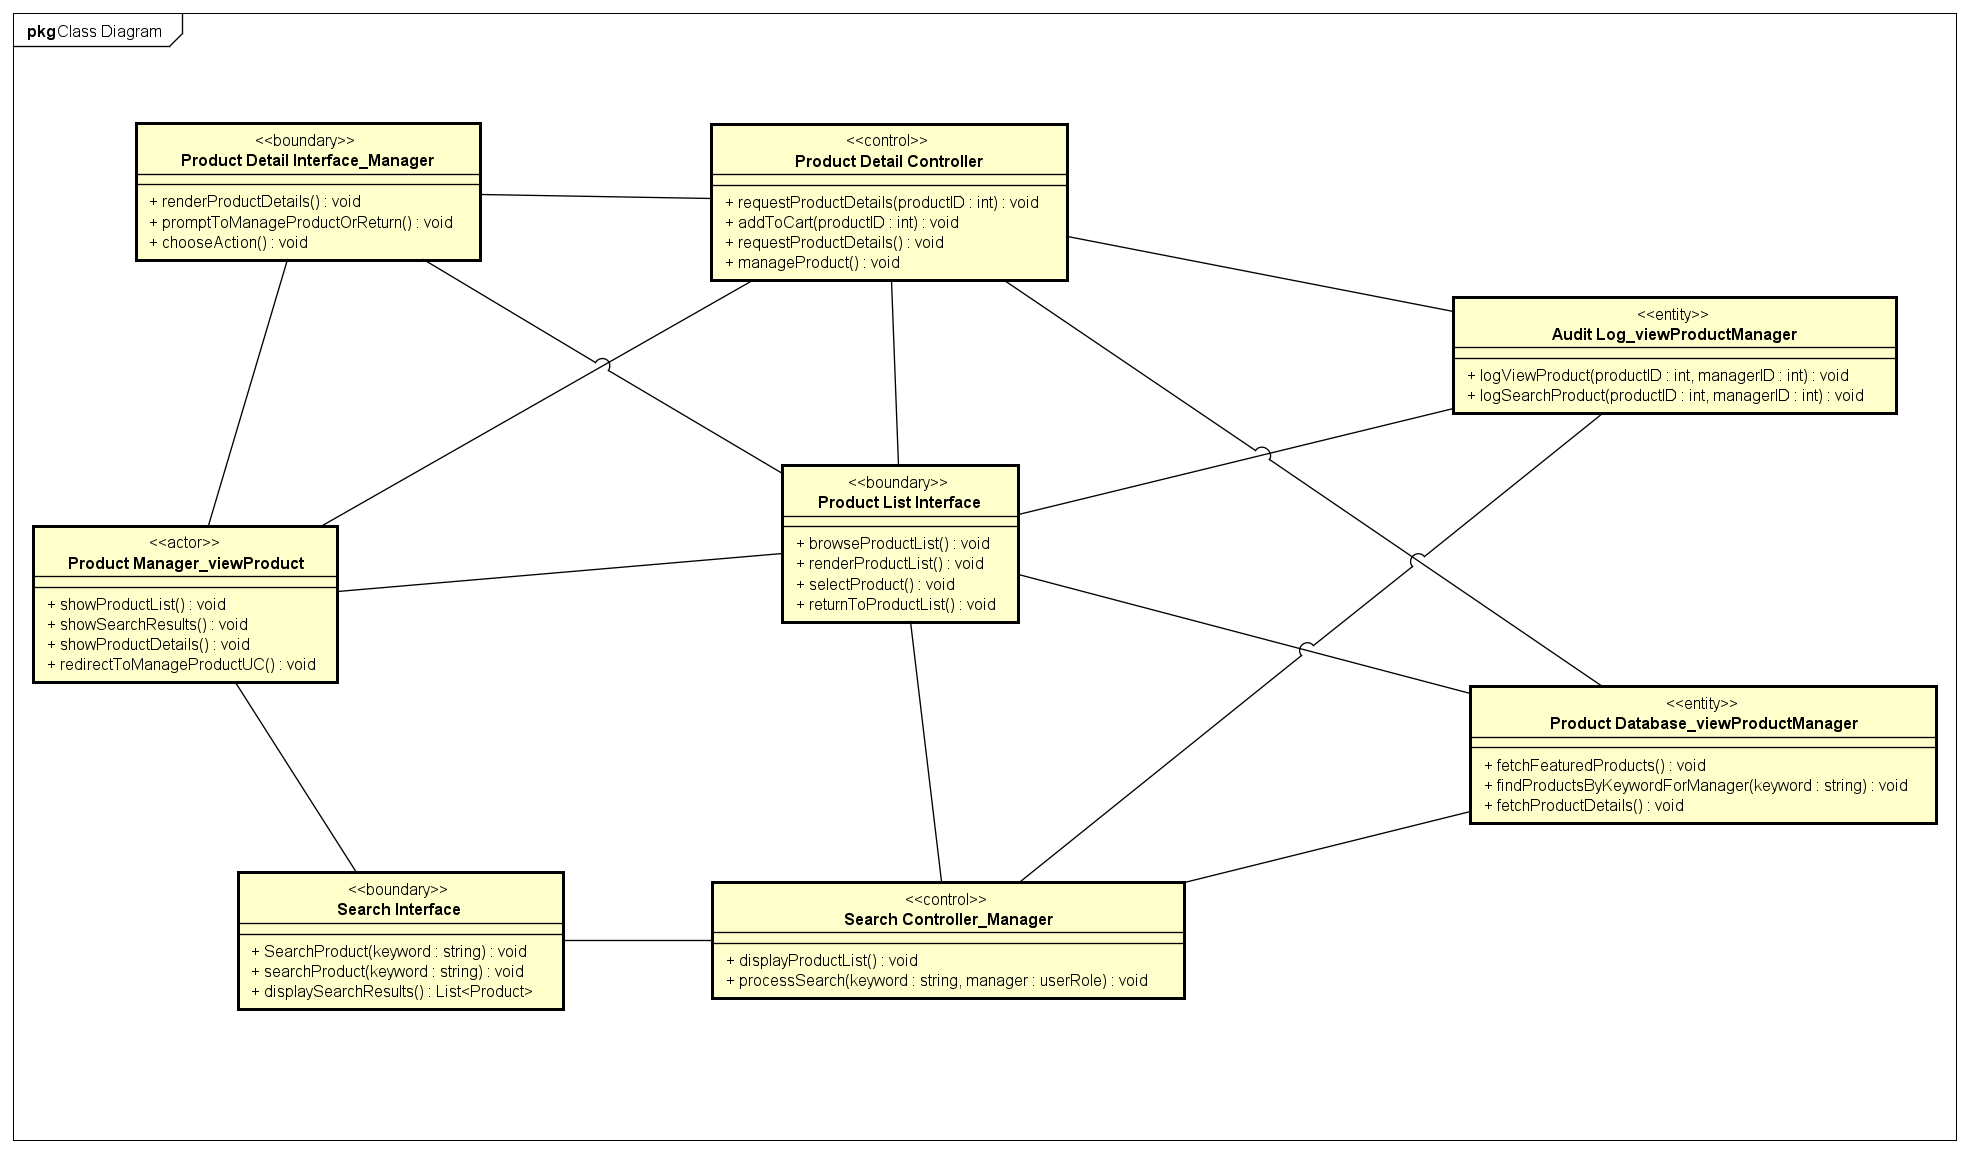 pkg Class Diagram
<<boundary>>
Product Detail Interface_Manager
+ renderProductDetails() : void
+ promptToManageProductOrReturn() : void
+ chooseAction() : void
<<control>>
Product Detail Controller
+ requestProductDetails(productID : int) : void
+ addToCart(productID : int) : void
+ requestProductDetails() : void
+ manageProduct() : void
<<entity>>
Audit Log_viewProductManager
+ logViewProduct(productID : int, managerID : int) : void
+ logSearchProduct(productID : int, managerID : int) : void
<<boundary>>
Product List Interface
+ browseProductList() : void
+ renderProductList() : void
+ selectProduct() : void
+ returnToProductList() : void
<<actor>>
Product Manager_viewProduct
+ showProductList() : void
+ showSearchResults() : void
+ showProductDetails() : void
+ redirectToManageProductUC() : void
<<entity>>
Product Database_viewProductManager
+ fetchFeaturedProducts() : void
+ findProductsByKeywordForManager(keyword : string) : void
+ fetchProductDetails() : void
<<boundary>>
Search Interface
+ SearchProduct(keyword : string) : void
+ searchProduct(keyword : string) : void
+ displaySearchResults() : List<Product>
<<control>>
Search Controller_Manager
+ displayProductList() : void
+ processSearch(keyword : string, manager : userRole) : void